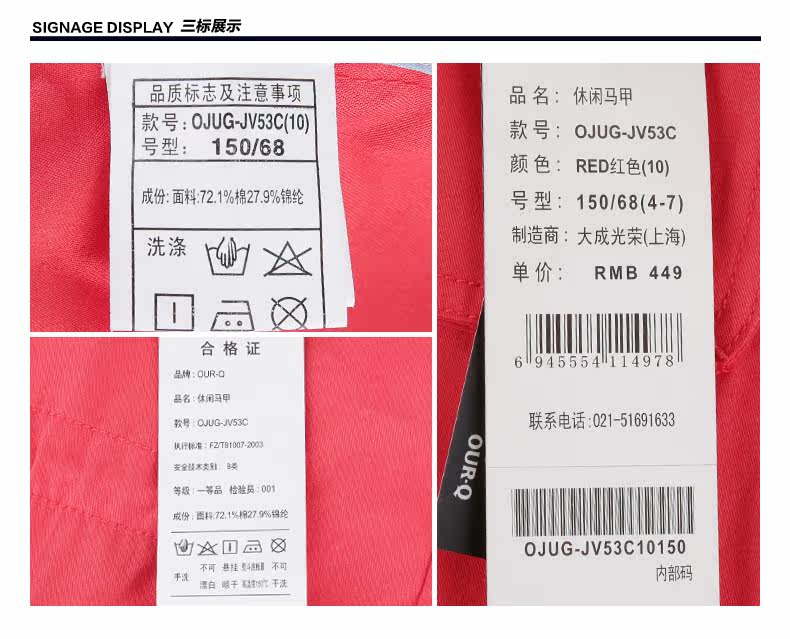 SIGNAGE DISPLAY 三标展示
品质标志及注意事项
款号:OJUG-JV53C(10)
号型: 150/68
成份: 面料:72.1%棉27.9%锦纶
洗涤
合格证
品牌: OUR-Q
品名: 休闲马甲
款号: OJUG-JV53C
执行标准: FZ/T81007-2003
安全技术类别: B类
等级: 一等品 检验员: 001
成份: 面料:72.1%棉27.9%锦纶
手洗
不可 悬挂 不可
漂白 晾干 干洗
品名: 休闲马甲
款号: OJUG-JV53C
颜色: RED红色(10)
号型: 150/68(4-7)
制造商: 大成光荣(上海)
单价: RMB 449
6 945554 114978
联系电话:021-51691633
OUR·Q
OJUG-JV53C10150
内部码